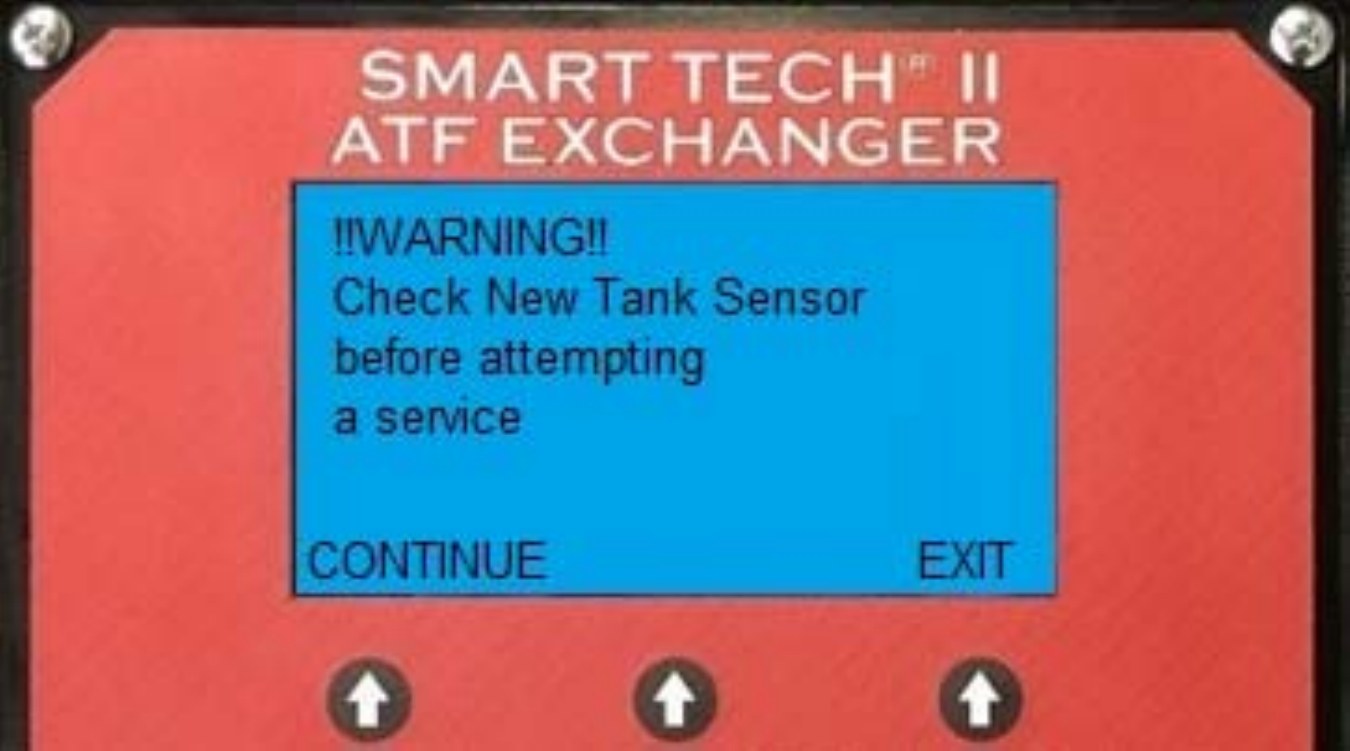 SMART TECH® II
ATF EXCHANGER
!!WARNING!!
Check New Tank Sensor
before attempting
a service
CONTINUE EXIT